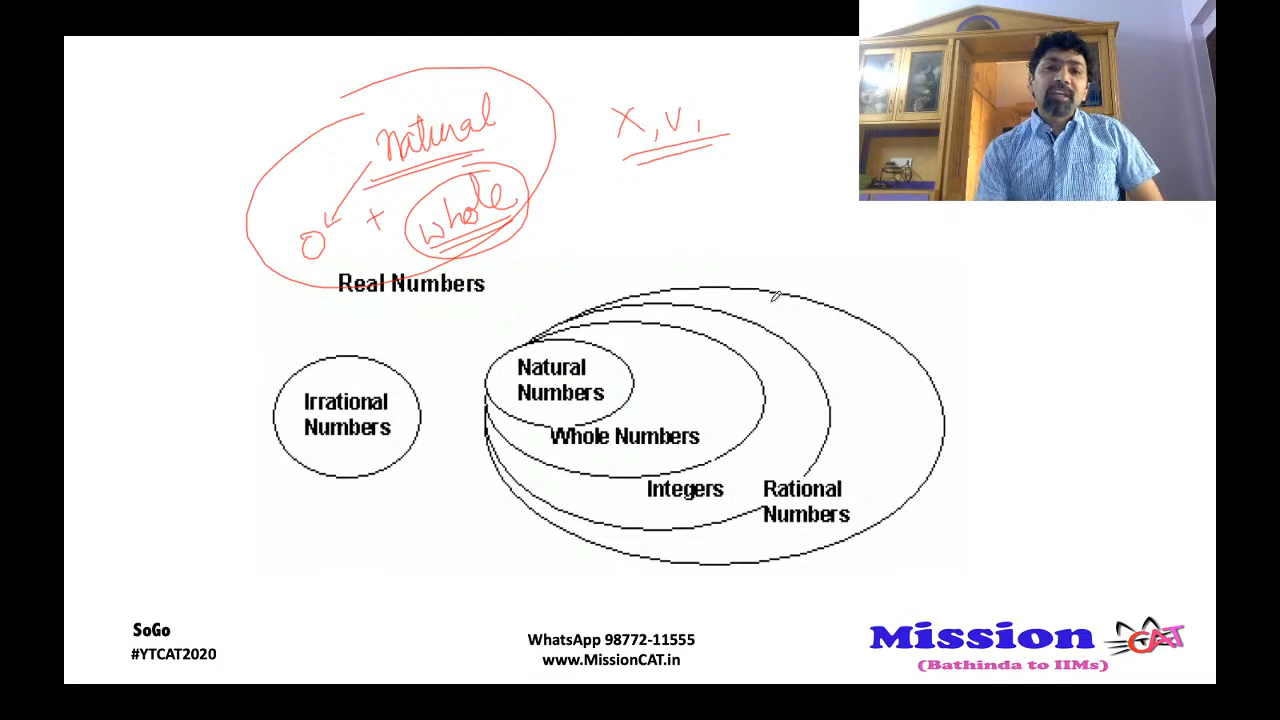 Natural
X, V, 
0 + whole
Real Numbers
Natural
Numbers
Irrational
Numbers
Whole Numbers
Integers
Rational
Numbers
SoGo
#YTCAT2020
WhatsApp 98772-11555
www.MissionCAT.in
Mission
CAT
(Bathinda to IIMs)